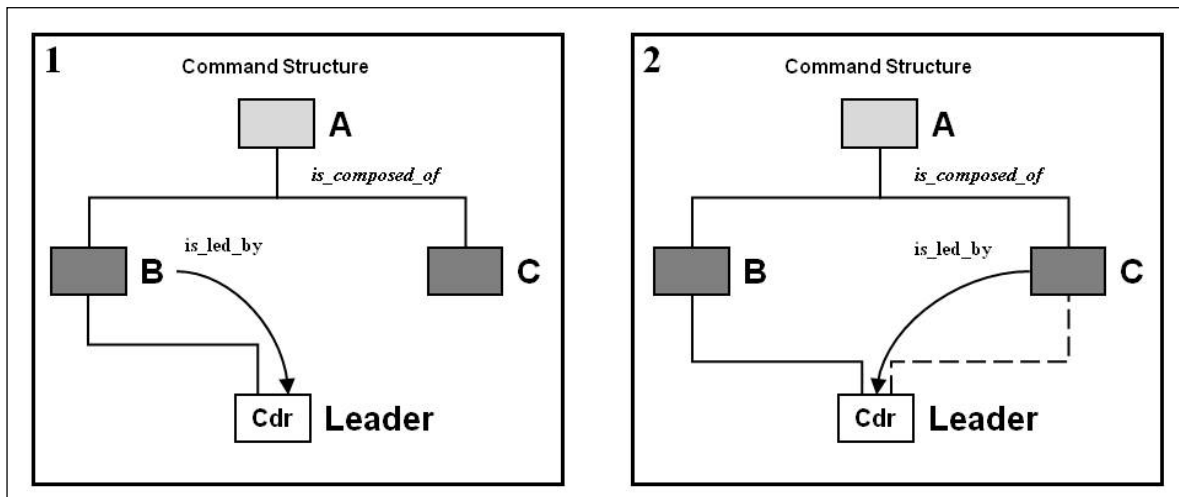 1
Command Structure
A
is_composed_of
B
is_led_by
C
Cdr
Leader
2
Command Structure
A
is_composed_of
B
is_led_by
C
Cdr
Leader